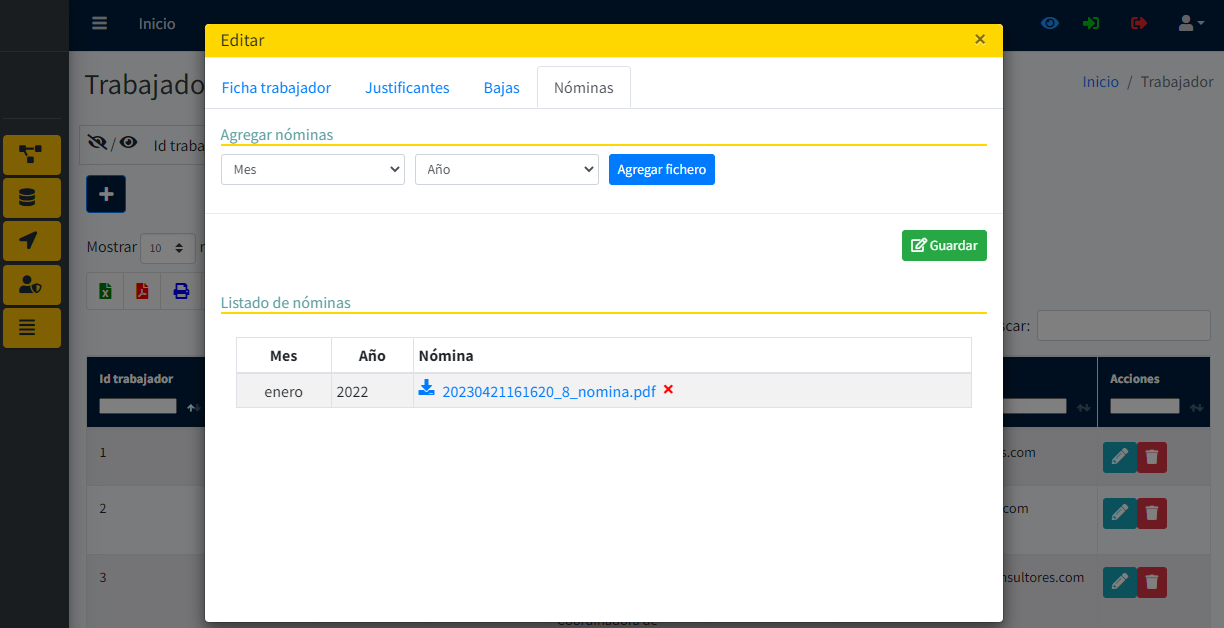 Inicio
Editar
×
Trabajado
Inicio / Trabajador
Ficha trabajador
Justificantes
Bajas
Nóminas
/
Id traba
Agregar nóminas
Mes
Año
Agregar fichero
+
Guardar
Mostrar 10
Listado de nóminas
car:
Mes
Año
Nómina
enero
2022
20230421161620_8_nomina.pdf
Id trabajador
Acciones
1
s.com
2
com
3
nsultores.com
Coordinadora de